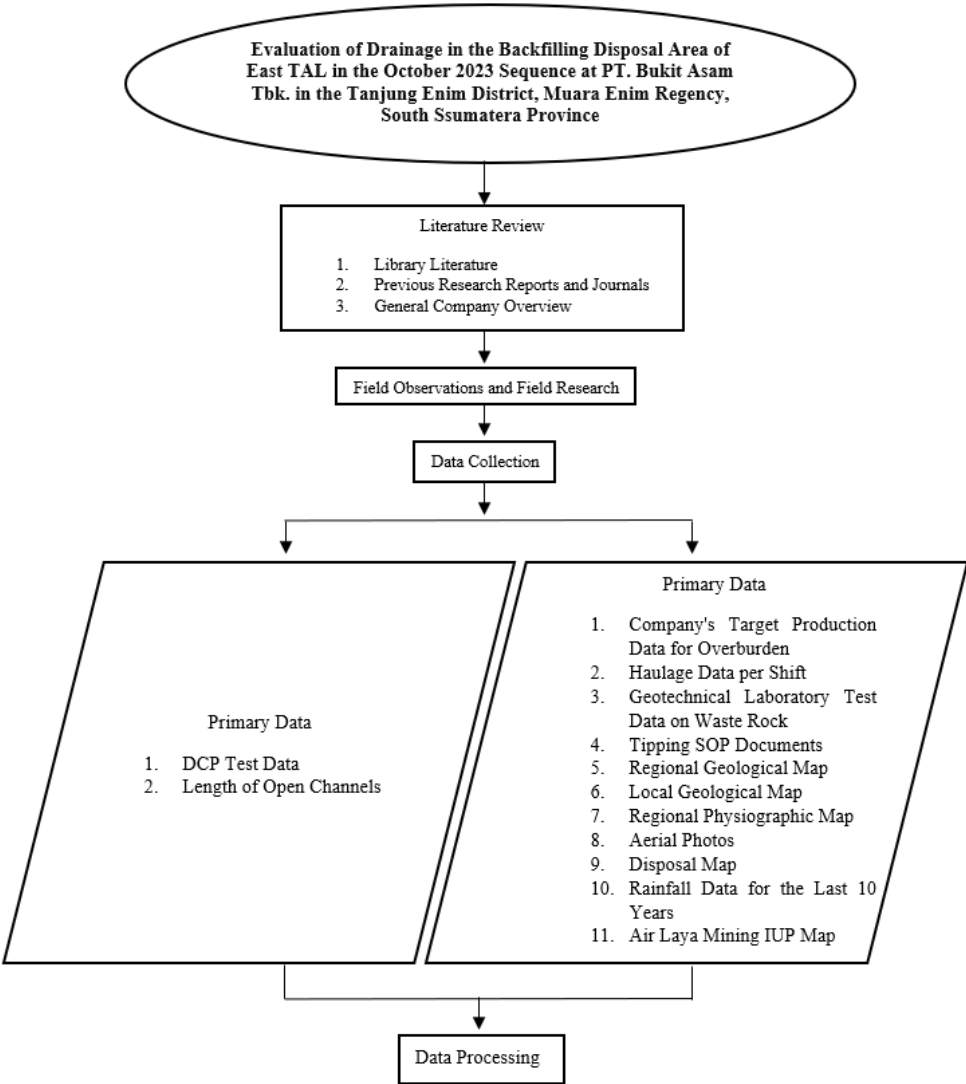 Evaluation of Drainage in the Backfilling Disposal Area of
East TAL in the October 2023 Sequence at PT. Bukit Asam
Tbk. in the Tanjung Enim District, Muara Enim Regency,
South Ssumatera Province
Literature Review
1. Library Literature
2. Previous Research Reports and Journals
3. General Company Overview
Field Observations and Field Research
Data Collection
Primary Data
1. DCP Test Data
2. Length of Open Channels
Primary Data
1. Company's Target Production
Data for Overburden
2. Haulage Data per Shift
3. Geotechnical Laboratory Test
Data on Waste Rock
4. Tipping SOP Documents
5. Regional Geological Map
6. Local Geological Map
7. Regional Physiographic Map
8. Aerial Photos
9. Disposal Map
10. Rainfall Data for the Last 10
Years
11. Air Laya Mining IUP Map
Data Processing